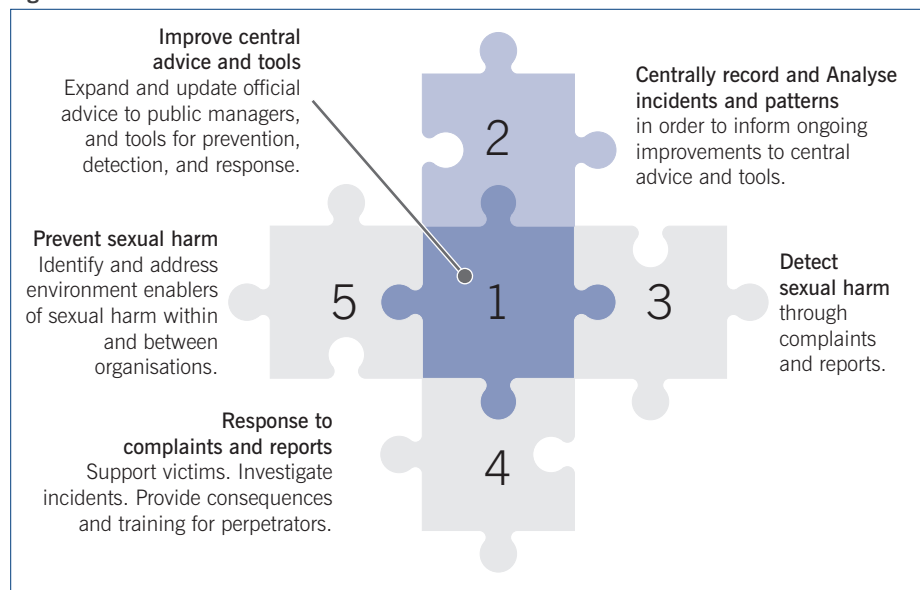 Improve central
advice and tools
Expand and update official
advice to public managers,
and tools for prevention,
detection, and response.
2
Centrally record and Analyse
incidents and patterns
in order to inform ongoing
improvements to central
advice and tools.
Prevent sexual harm
Identify and address
environment enablers
of sexual harm within
and between
organisations.
5
1
3
Detect
sexual harm
through
complaints
and reports.
Response to
complaints and reports
Support victims. Investigate
incidents. Provide consequences
and training for perpetrators.
4